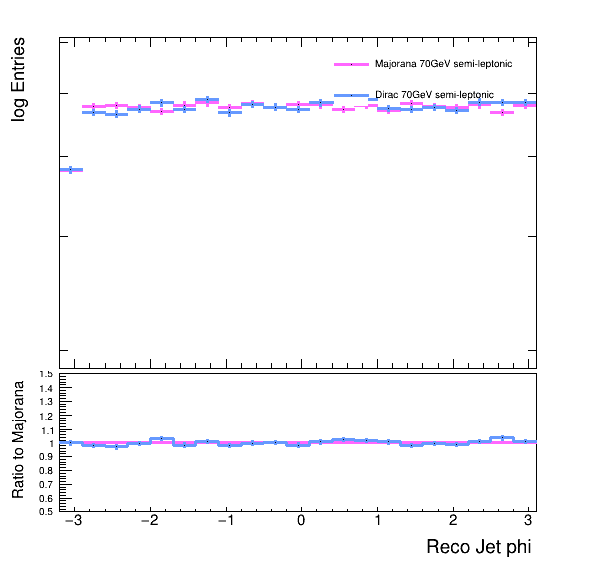 log Entries
Majorana 70GeV semi-leptonic
Dirac 70GeV semi-leptonic
Ratio to Majorana
1.5
1.4
1.3
1.2
1.1
1
0.9
0.8
0.7
0.6
0.5
−3 −2 −1 0 1 2 3
Reco Jet phi